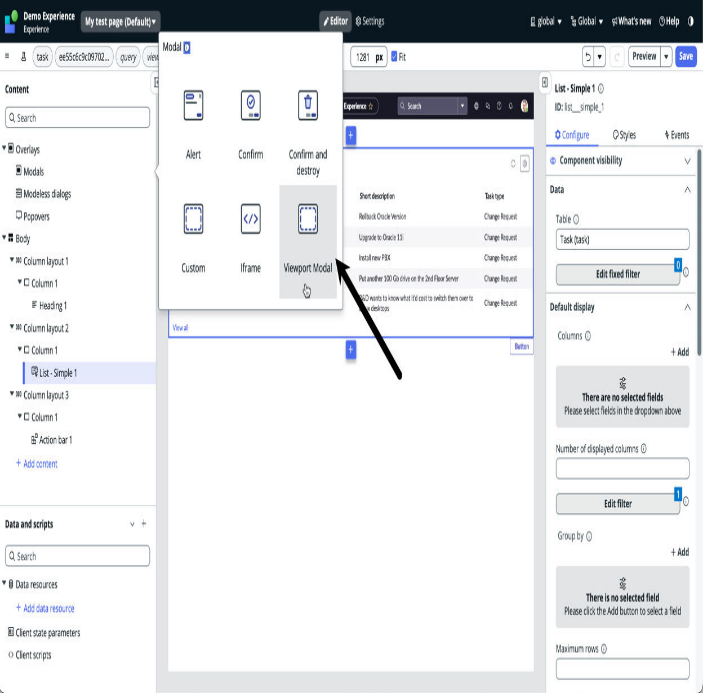 Demo Experience
Experience
My test page (Default) ▾
Editor
Settings
global ▾
Global ▾
What's new
Help
task
ee55c6c9c09702...
query
view
1281 px
Fit
Preview
Save
Content
Search
Overlays
Modals
Modeless dialogs
Popovers
Body
Column layout 1
Column 1
Heading 1
Column layout 2
Column 1
List - Simple 1
Column layout 3
Column 1
Action bar 1
+ Add content
Data and scripts
Search
Data resources
+ Add data resource
Client state parameters
Client scripts
Modal
Alert
Confirm
Confirm and
destroy
Custom
Iframe
Viewport Modal
Experience
Search
Short description
Task type
Rollback Oracle Version
Change Request
Upgrade to Oracle 11i
Change Request
Install new PBX
Change Request
Put another 100 Gb drive on the 2nd Floor Server
Change Request
wants to know what it'd cost to switch them over to
desktops
Change Request
View all
Button
List - Simple 1
ID: list__simple_1
Configure
Styles
Events
Component visibility
Data
Table
Task (task)
Edit fixed filter
0
Default display
Columns
+ Add
There are no selected fields
Please select fields in the dropdown above
Number of displayed columns
Edit filter
1
Group by
+ Add
There is no selected field
Please click the Add button to select a field
Maximum rows